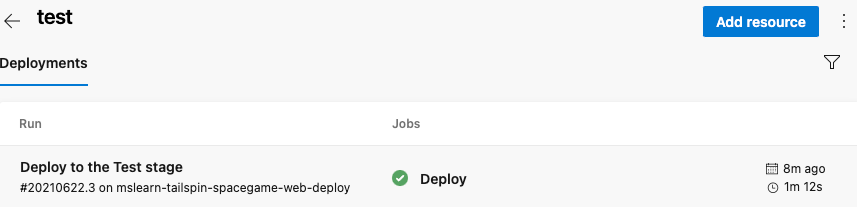 test
Add resource
Deployments
Run
Jobs
Deploy to the Test stage
#20210622.3 on mslearn-tailspin-spacegame-web-deploy
Deploy
8m ago
1m 12s